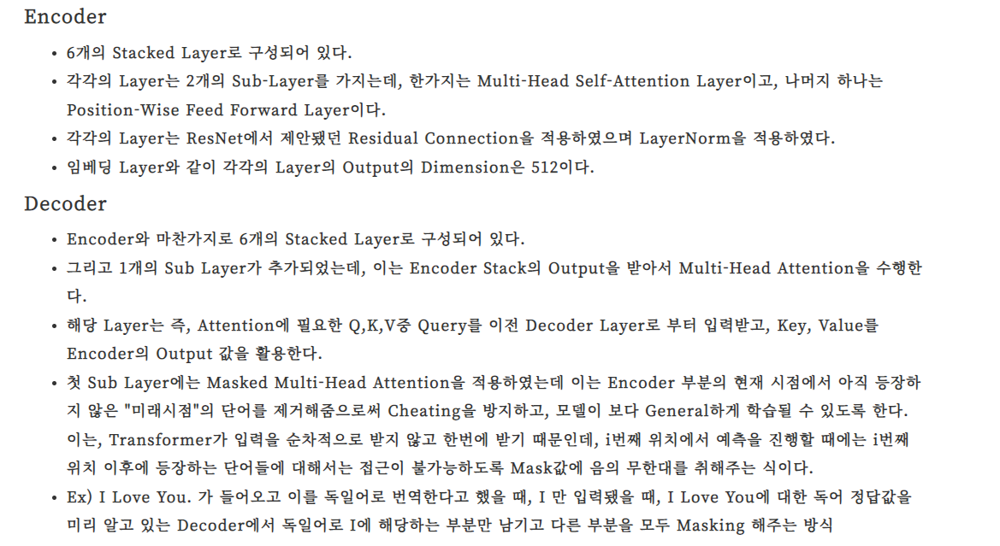 Encoder
• 6개의 Stacked Layer로 구성되어 있다.
• 각각의 Layer는 2개의 Sub-Layer를 가지는데, 한가지는 Multi-Head Self-Attention Layer이고, 나머지 하나는
Position-Wise Feed Forward Layer이다.
• 각각의 Layer는 ResNet에서 제안됐던 Residual Connection을 적용하였으며 LayerNorm을 적용하였다.
• 임베딩 Layer와 같이 각각의 Layer의 Output의 Dimension은 512이다.
Decoder
• Encoder와 마찬가지로 6개의 Stacked Layer로 구성되어 있다.
• 그리고 1개의 Sub Layer가 추가되었는데, 이는 Encoder Stack의 Output을 받아서 Multi-Head Attention을 수행한
다.
• 해당 Layer는 즉, Attention에 필요한 Q,K,V중 Query를 이전 Decoder Layer로 부터 입력받고, Key, Value를
Encoder의 Output 값을 활용한다.
• 첫 Sub Layer에는 Masked Multi-Head Attention을 적용하였는데 이는 Encoder 부분의 현재 시점에서 아직 등장하
지 않은 "미래시점"의 단어를 제거해줌으로써 Cheating을 방지하고, 모델이 보다 General하게 학습될 수 있도록 한다.
이는, Transformer가 입력을 순차적으로 받지 않고 한번에 받기 때문인데, i번째 위치에서 예측을 진행할 때에는 i번째
위치 이후에 등장하는 단어들에 대해서는 접근이 불가능하도록 Mask값에 음의 무한대를 취해주는 식이다.
• Ex) I Love You. 가 들어오고 이를 독일어로 번역한다고 했을 때, I 만 입력됐을 때, I Love You에 대한 독어 정답값을
미리 알고 있는 Decoder에서 독일어로 I에 해당하는 부분만 남기고 다른 부분을 모두 Masking 해주는 방식